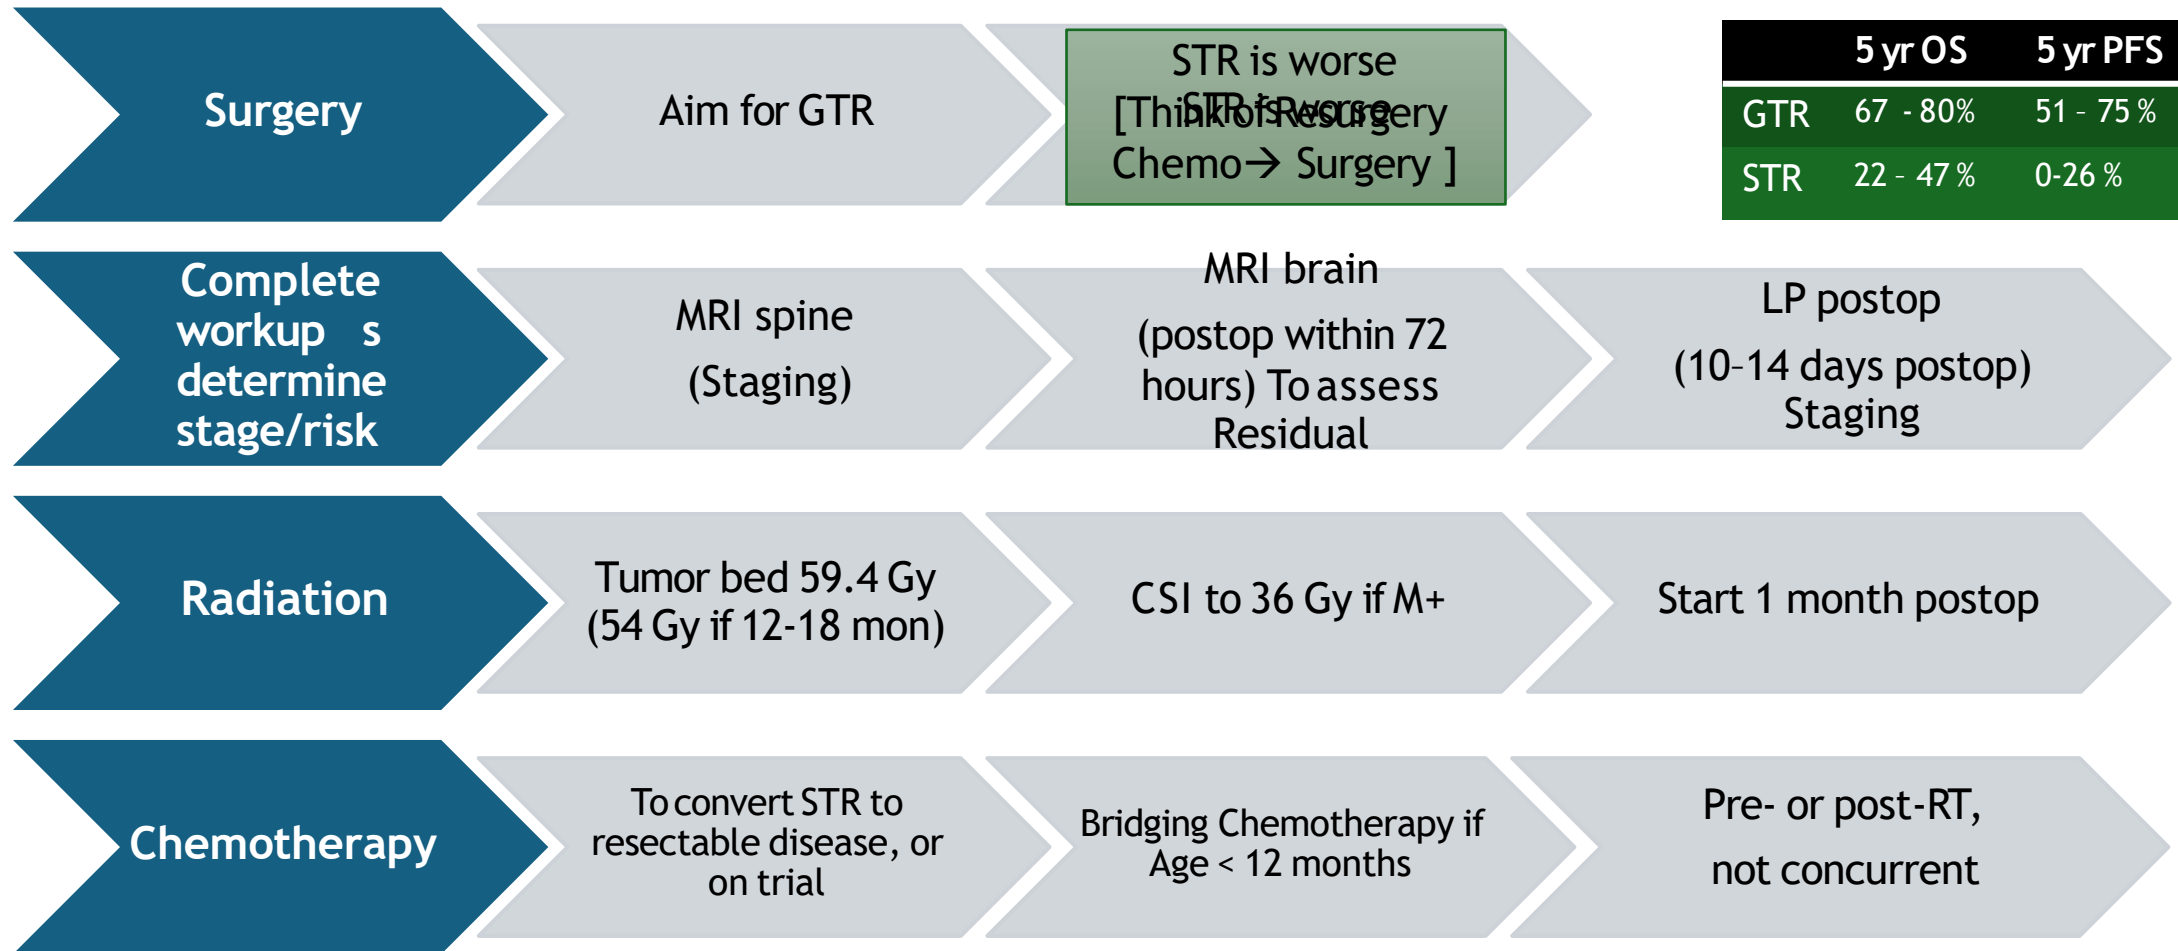 Surgery
Aim for GTR
STR is worse
STR is worse
[Think of Resurgery
Chemo→ Surgery ]
5 yr OS 5 yr PFS
GTR 67 - 80% 51 – 75 %
STR 22 – 47 % 0-26 %
Complete
workup s
determine
stage/risk
MRI spine
(Staging)
MRI brain
(postop within 72
hours) To assess
Residual
LP postop
(10–14 days postop)
Staging
Radiation
Tumor bed 59.4 Gy
(54 Gy if 12-18 mon)
CSI to 36 Gy if M+
Start 1 month postop
Chemotherapy
To convert STR to
resectable disease, or
on trial
Bridging Chemotherapy if
Age < 12 months
Pre- or post-RT,
not concurrent